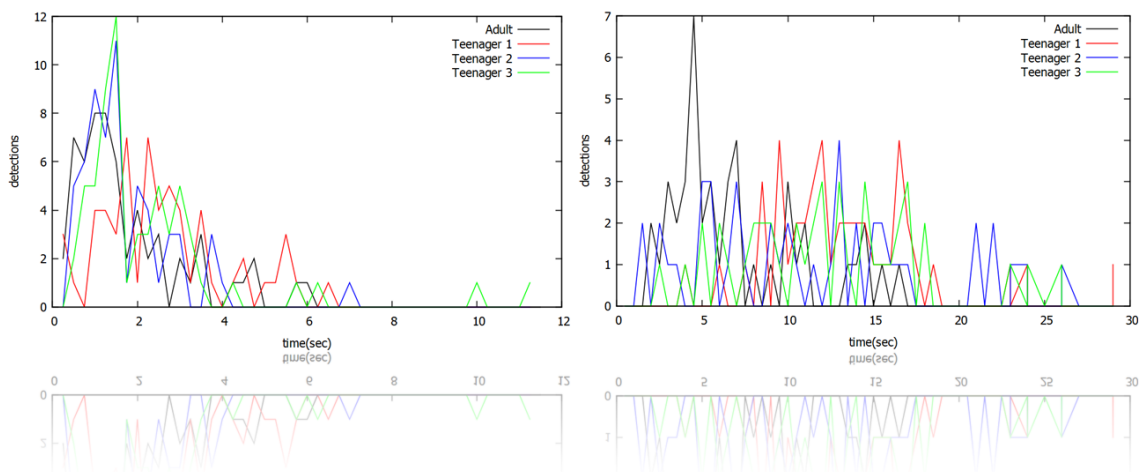 12
10
8
6
4
2
0
detections
Adult
Teenager 1
Teenager 2
Teenager 3
0 2 4 6 8 10 12
time(sec)
7
6
5
4
3
2
1
0
detections
Adult
Teenager 1
Teenager 2
Teenager 3
0 5 10 15 20 25 30
time(sec)